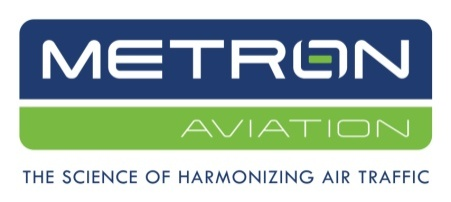 METRON
AVIATION
THE SCIENCE OF HARMONIZING AIR TRAFFIC